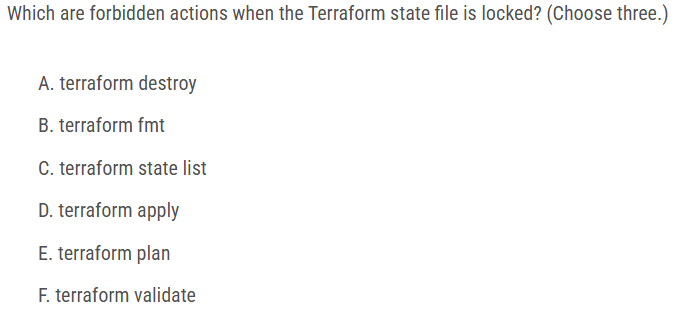 Which are forbidden actions when the Terraform state file is locked? (Choose three.)
A. terraform destroy
B. terraform fmt
C. terraform state list
D. terraform apply
E. terraform plan
F. terraform validate